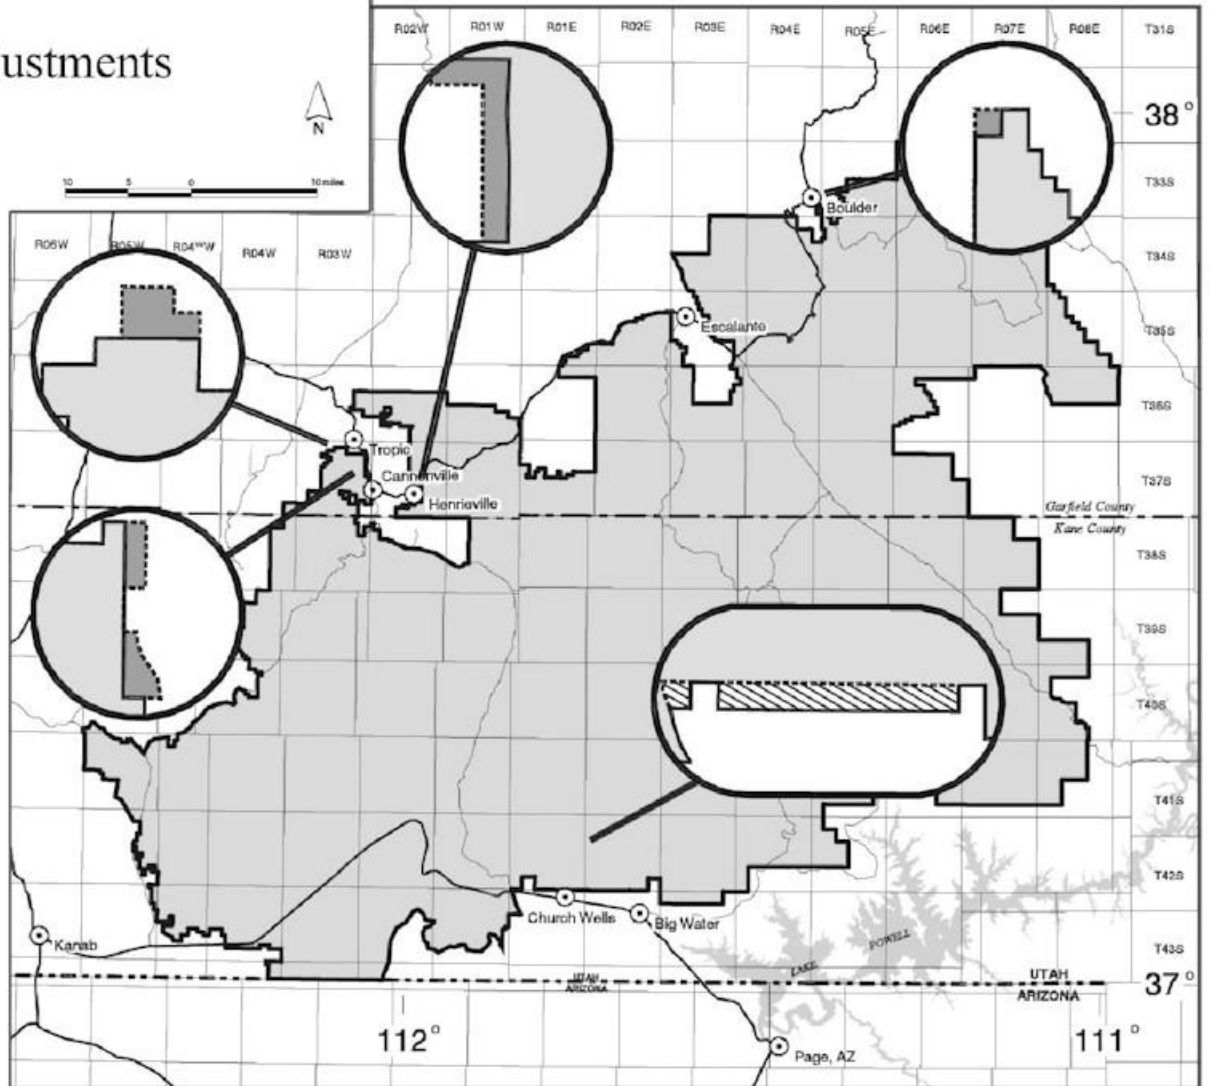 ustments
N
10 5 0 10 miles
R02W R01W R01E R02E R03E R04E R05E R06E R07E R08E T31S
38°
T33S
Boulder
R06W R05W R04½W R04W R03W
T34S
Escalante
T35S
T36S
Tropic
Cannonville
T37S
Henrieville
Garfield County
Kane County
T38S
T39S
T40S
T41S
T42S
Church Wells
Big Water
Kanab
POWELL
LAKE
T43S
UTAH
ARIZONA
UTAH
ARIZONA
37°
112°
111°
Page, AZ